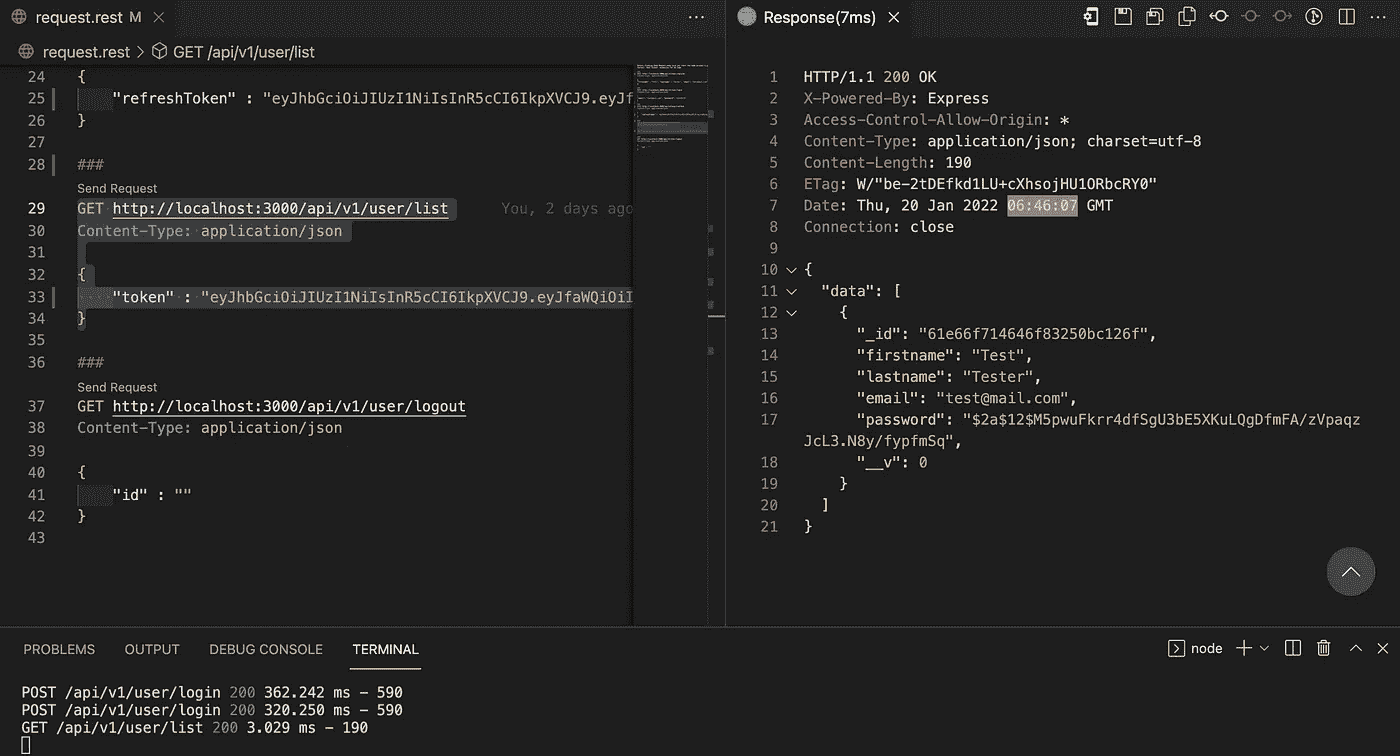 request.rest M
Response(7ms)
request.rest > GET /api/v1/user/list
24 {
25 "refreshToken" : "eyJhbGciOiJIUzI1NiIsInR5cCI6IkpXVCJ9.eyJf
26 }
27
28 ###
Send Request
29 GET http://localhost:3000/api/v1/user/list You, 2 days ago
30 Content-Type: application/json
31
32 {
33 "token" : "eyJhbGciOiJIUzI1NiIsInR5cCI6IkpXVCJ9.eyJfaWQiOiI
34 }
35
36 ###
Send Request
37 GET http://localhost:3000/api/v1/user/logout
38 Content-Type: application/json
39
40 {
41 "id" : ""
42 }
43
1 HTTP/1.1 200 OK
2 X-Powered-By: Express
3 Access-Control-Allow-Origin: *
4 Content-Type: application/json; charset=utf-8
5 Content-Length: 190
6 ETag: W/"be-2tDEfkd1LU+cXhsojHU1ORbcRY0"
7 Date: Thu, 20 Jan 2022 06:46:07 GMT
8 Connection: close
9
10 {
11 "data": [
12 {
13 "_id": "61e66f714646f83250bc126f",
14 "firstname": "Test",
15 "lastname": "Tester",
16 "email": "test@mail.com",
17 "password": "$2a$12$M5pwuFkrr4dfSgU3bE5XKuLQgDfmFA/zVpaqz
JcL3.N8y/fypfmSq",
18 "__v": 0
19 }
20 ]
21 }
PROBLEMS OUTPUT DEBUG CONSOLE TERMINAL
node
POST /api/v1/user/login 200 362.242 ms - 590
POST /api/v1/user/login 200 320.250 ms - 590
GET /api/v1/user/list 200 3.029 ms - 190